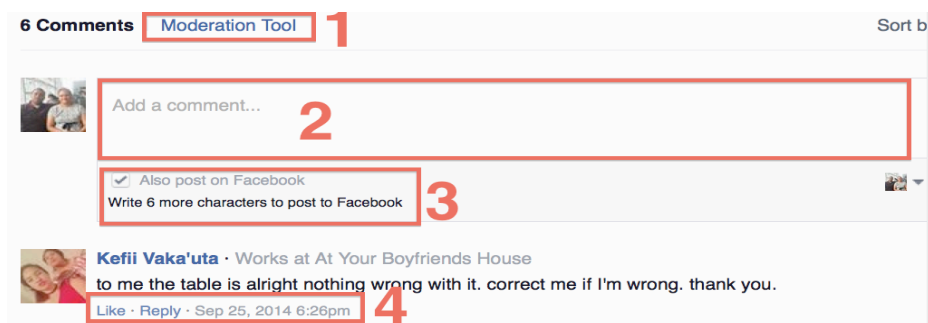 6 Comments Moderation Tool 1 Sort b
Add a comment...
2
Also post on Facebook
Write 6 more characters to post to Facebook
3
Kefii Vaka'uta · Works at At Your Boyfriends House
to me the table is alright nothing wrong with it. correct me if I'm wrong. thank you.
Like · Reply · Sep 25, 2014 6:26pm 4